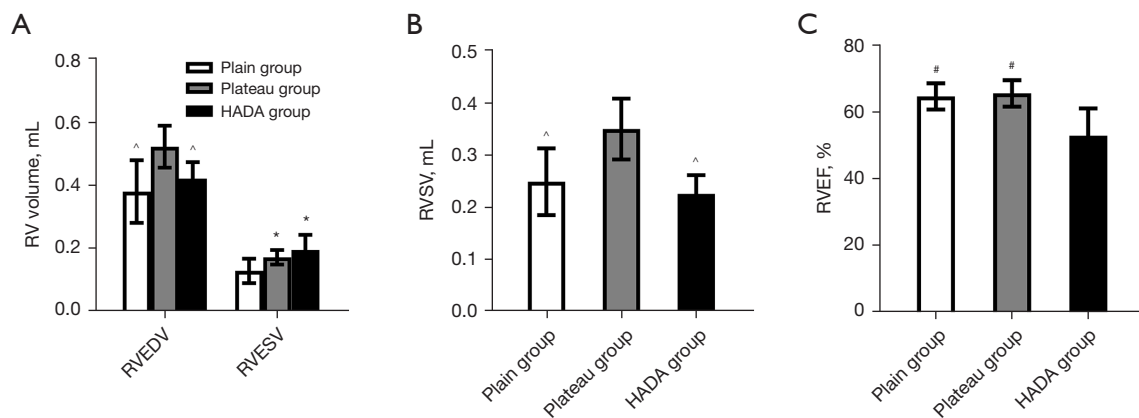 A
RV volume, mL
0.8
0.6
0.4
0.2
0.0
Plain group
Plateau group
HADA group
^
^
*
*
RVEDV
RVESV
B
RVSV, mL
0.5
0.4
0.3
0.2
0.1
0.0
^
^
Plain group
Plateau group
HADA group
C
RVEF, %
80
60
40
20
0
#
#
Plain group
Plateau group
HADA group